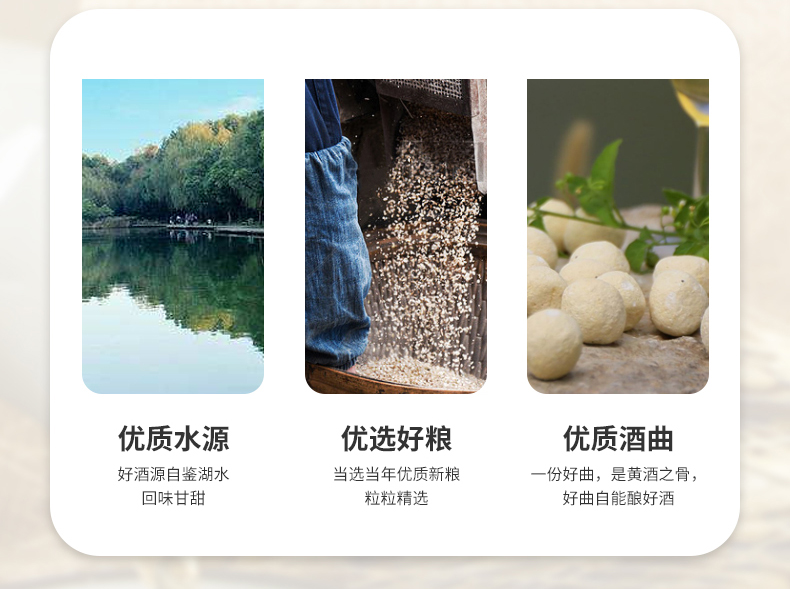 优质水源
好酒源自鉴湖水
回味甘甜
优选好粮
当选当年优质新粮
粒粒精选
优质酒曲
一份好曲，是黄酒之骨，
好曲自能酿好酒